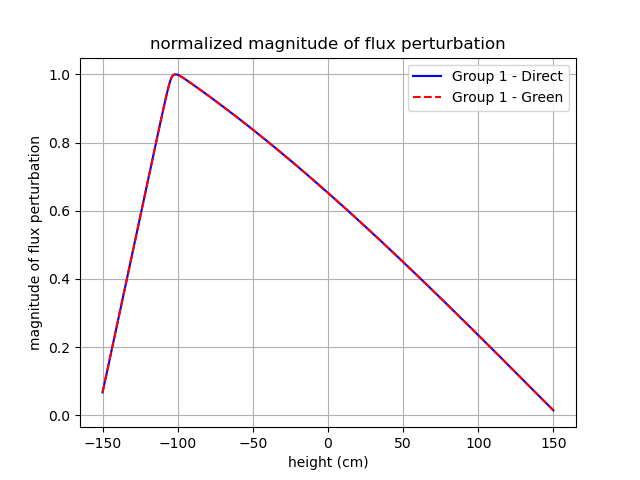 normalized magnitude of flux perturbation
1.0
0.8
0.6
0.4
0.2
0.0
magnitude of flux perturbation
Group 1 - Direct
Group 1 - Green
−150
−100
−50
0
50
100
150
height (cm)